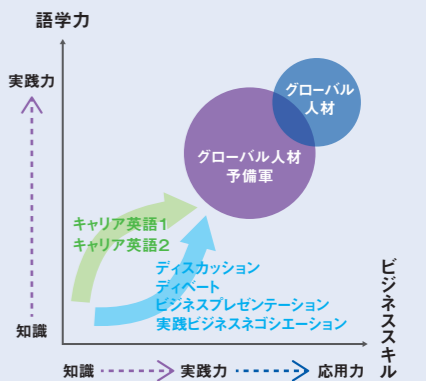 語学力
実践力
グローバル
人材
グローバル人材
予備軍
キャリア英語1
キャリア英語2
ディスカッション
ディベート
ビジネスプレゼンテーション
実践ビジネスネゴシエーション
ビジネススキル
知識
知識 実践力 応用力